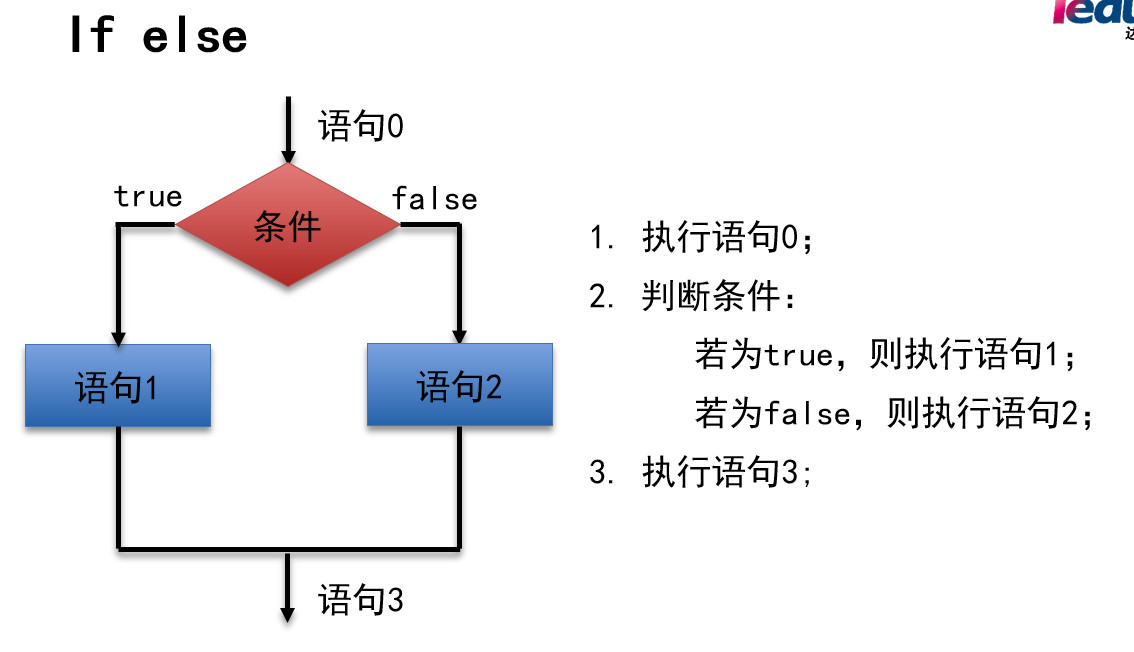 If else
语句0
true
false
条件
语句1
语句2
语句3
1. 执行语句0;
2. 判断条件:
若为true, 则执行语句1;
若为false, 则执行语句2;
3. 执行语句3;